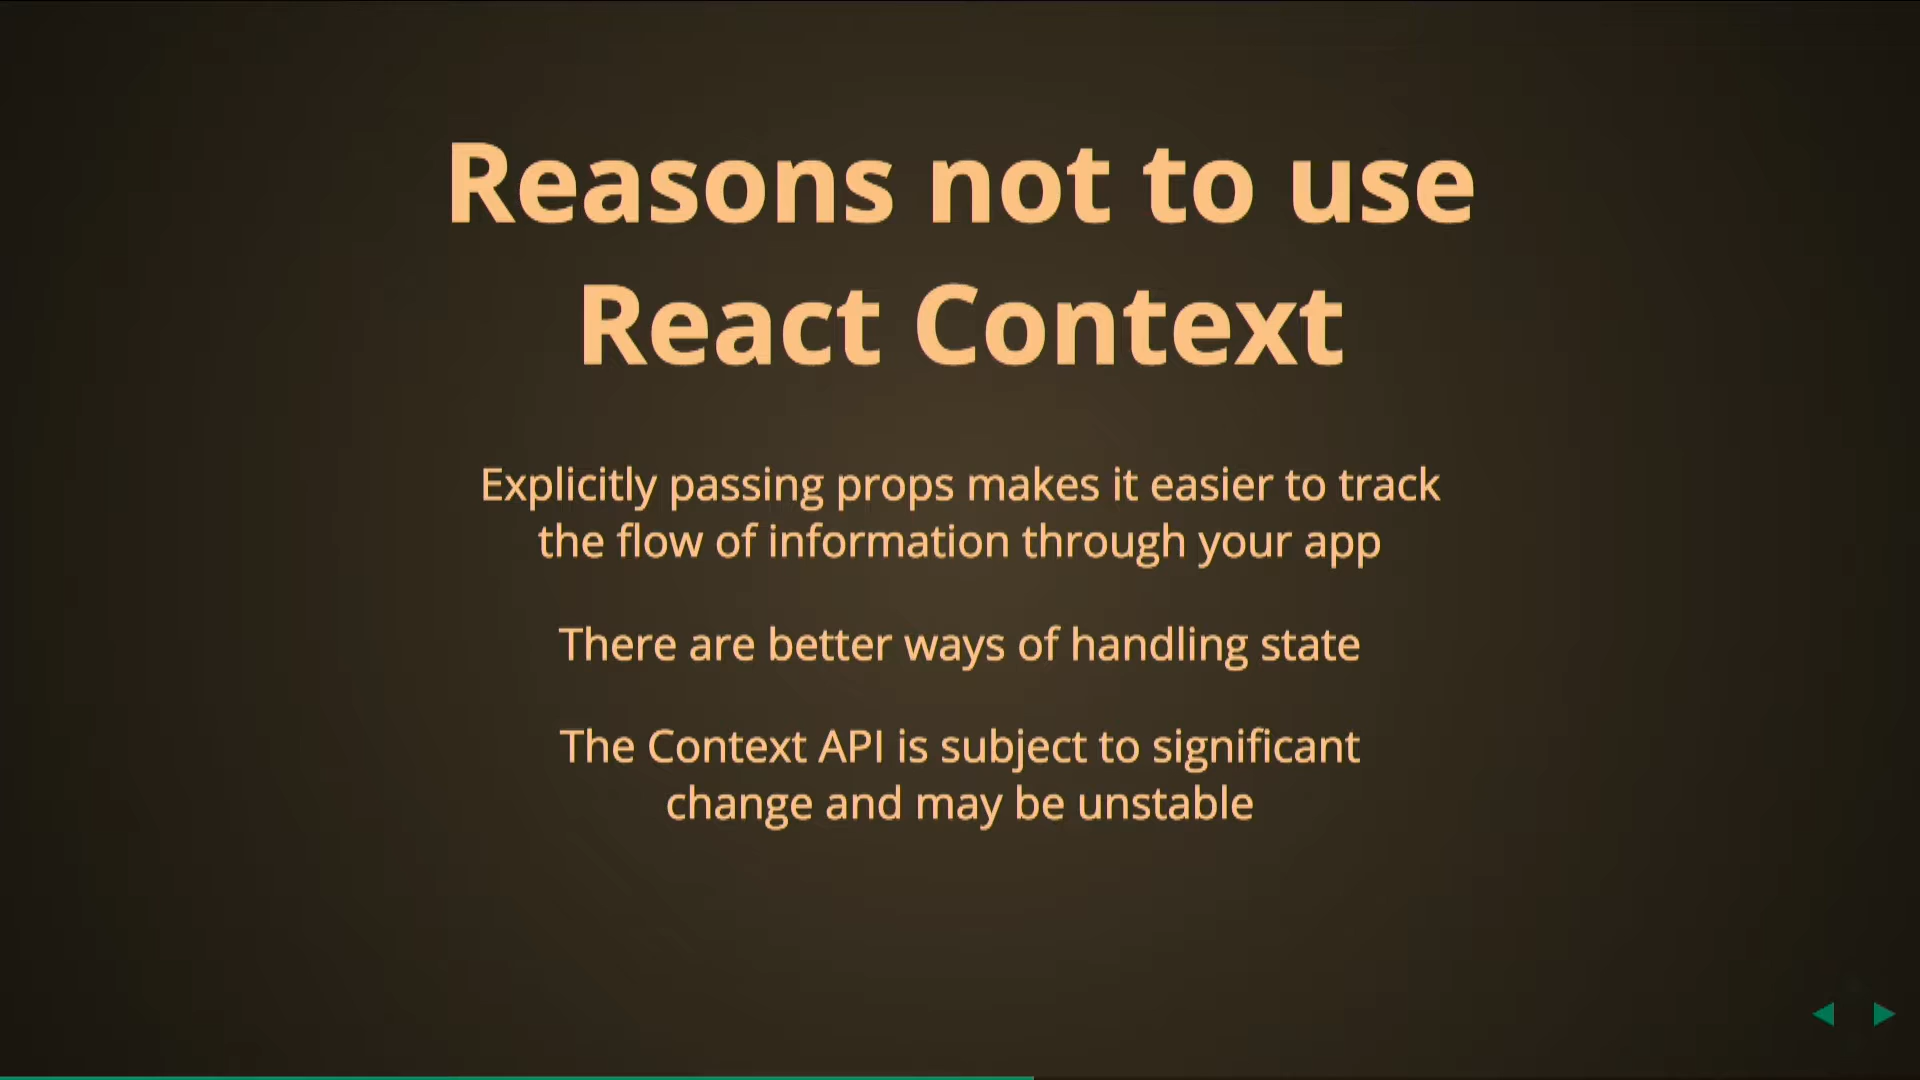 Reasons not to use
React Context
Explicitly passing props makes it easier to track
the flow of information through your app
There are better ways of handling state
The Context API is subject to significant
change and may be unstable